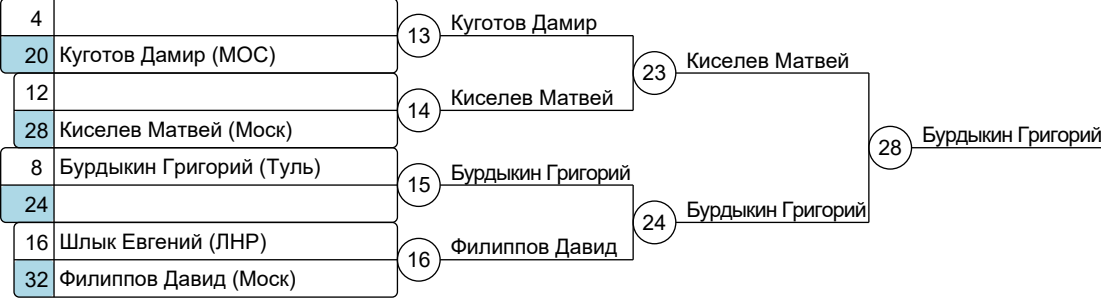 4
20 Куготов Дамир (МОС)
12
28 Киселев Матвей (Моск)
8 Бурдыкин Григорий (Туль)
24
16 Шлык Евгений (ЛНР)
32 Филиппов Давид (Моск)
13 Куготов Дамир
14 Киселев Матвей
15 Бурдыкин Григорий
16 Филиппов Давид
23 Киселев Матвей
24 Бурдыкин Григорий
28 Бурдыкин Григорий